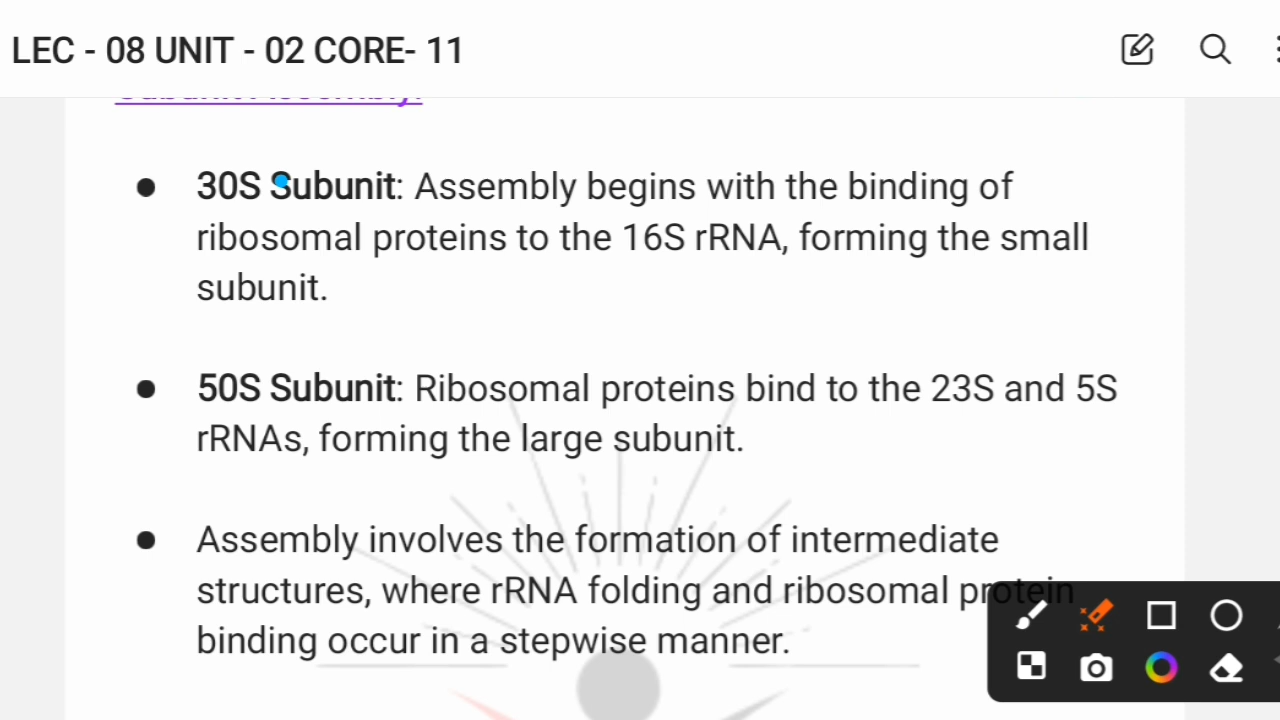 LEC - 08 UNIT - 02 CORE- 11
Subunit Assembly:
30S Subunit: Assembly begins with the binding of
ribosomal proteins to the 16S rRNA, forming the small
subunit.
50S Subunit: Ribosomal proteins bind to the 23S and 5S
rRNAs, forming the large subunit.
Assembly involves the formation of intermediate
structures, where rRNA folding and ribosomal protein
binding occur in a stepwise manner.